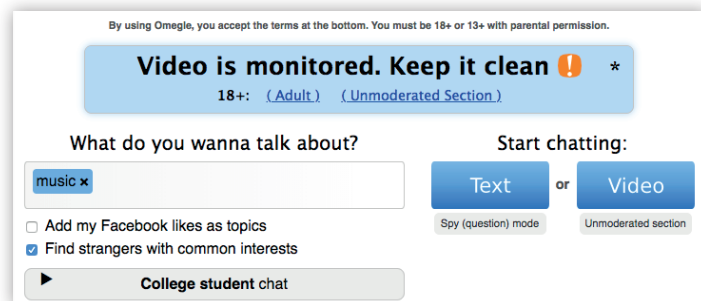 By using Omegle, you accept the terms at the bottom. You must be 18+ or 13+ with parental permission.
Video is monitored. Keep it clean ! *
18+: (Adult) (Unmoderated Section)
What do you wanna talk about?
music ×
Add my Facebook likes as topics
Find strangers with common interests
College student chat
Start chatting:
Text or Video
Spy (question) mode Unmoderated section